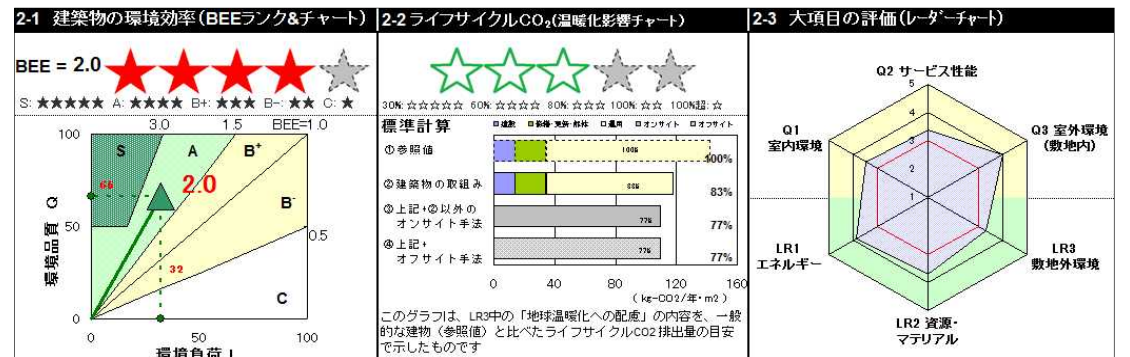 2-1 建築物の環境効率(BEEランク&チャート)
BEE = 2.0
S: ★★★★★ A: ★★★★ B+: ★★★ B-: ★★ C: ★
3.0 1.5 BEE=1.0
100
S A B+
2.0
66
B-
環境品質 Q
50
0.5
32
C
0
0 50 100
環境負荷 L
2-2 ライフサイクルCO₂(温暖化影響チャート)
30%: ☆☆☆☆☆ 60%: ☆☆☆☆ 80%: ☆☆☆ 100%: ☆☆ 100%超: ☆
標準計算
建設 修繕・更新・解体 運用 オンサイト オフサイト
①参照値 100% 100%
②建築物の取組み 83%
③上記+②以外の
オンサイト手法 77% 77%
④上記+
オフサイト手法 77% 77%
0 40 80 120 160
( kg-CO2/年・m2 )
このグラフは、LR3中の「地球温暖化への配慮」の内容を、一般
的な建物(参照値)と比べたライフサイクルCO2 排出量の目安
で示したものです
2-3 大項目の評価(レーダーチャート)
Q2 サービス性能
5
4
3
2
1
Q1
室内環境
Q3 室外環境
(敷地内)
LR1
エネルギー
LR3
敷地外環境
LR2 資源・
マテリアル